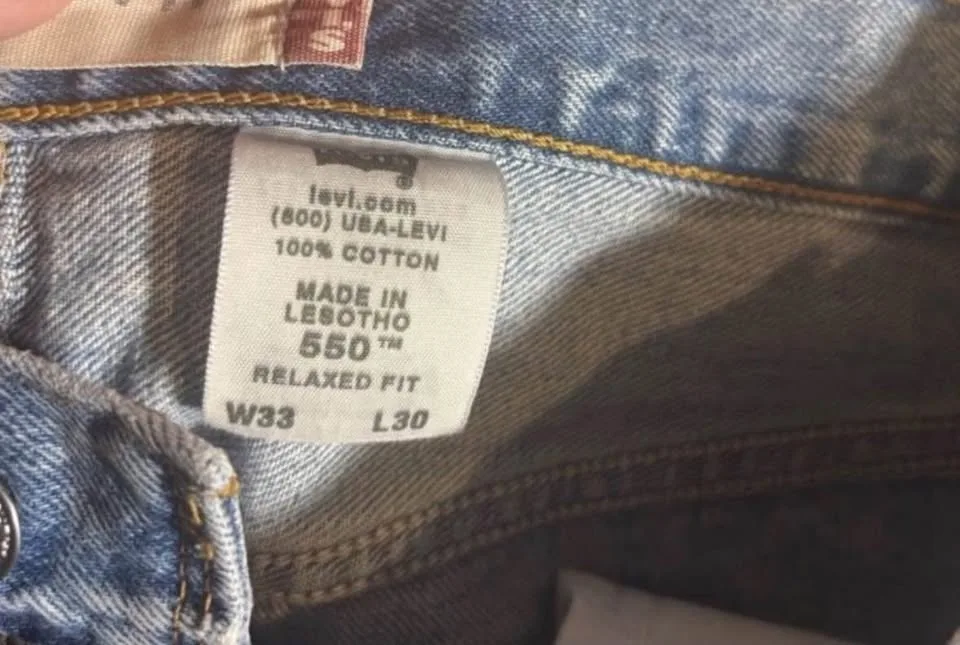 levi.com
(800) USA-LEVI
100% COTTON
MADE IN
LESOTHO
550™
RELAXED FIT
W33 L30